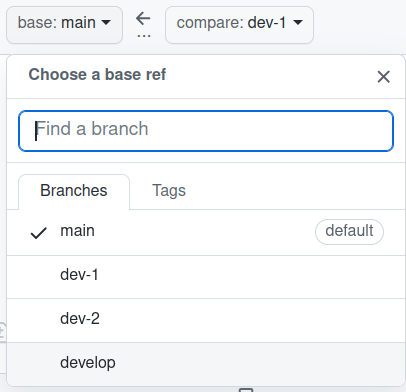 base: main compare: dev-1
Choose a base ref
Find a branch
Branches Tags
main default
dev-1
dev-2
develop